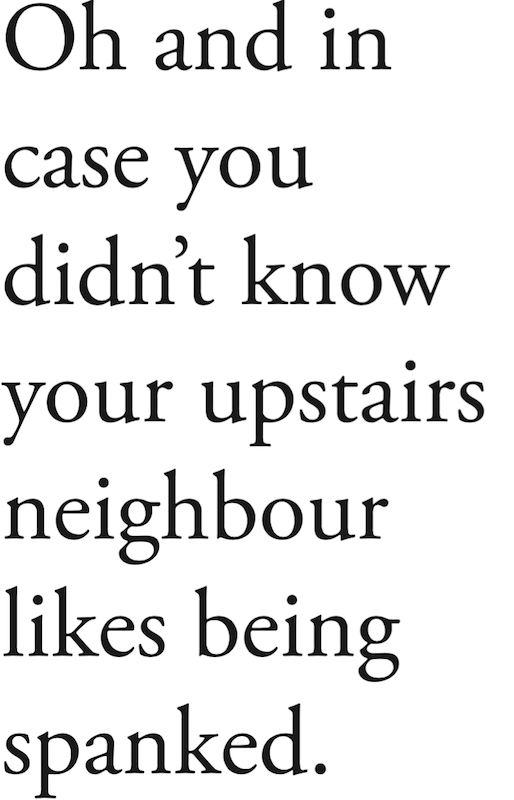 Oh and in
case you
didn’t know
your upstairs
neighbour
likes being
spanked.